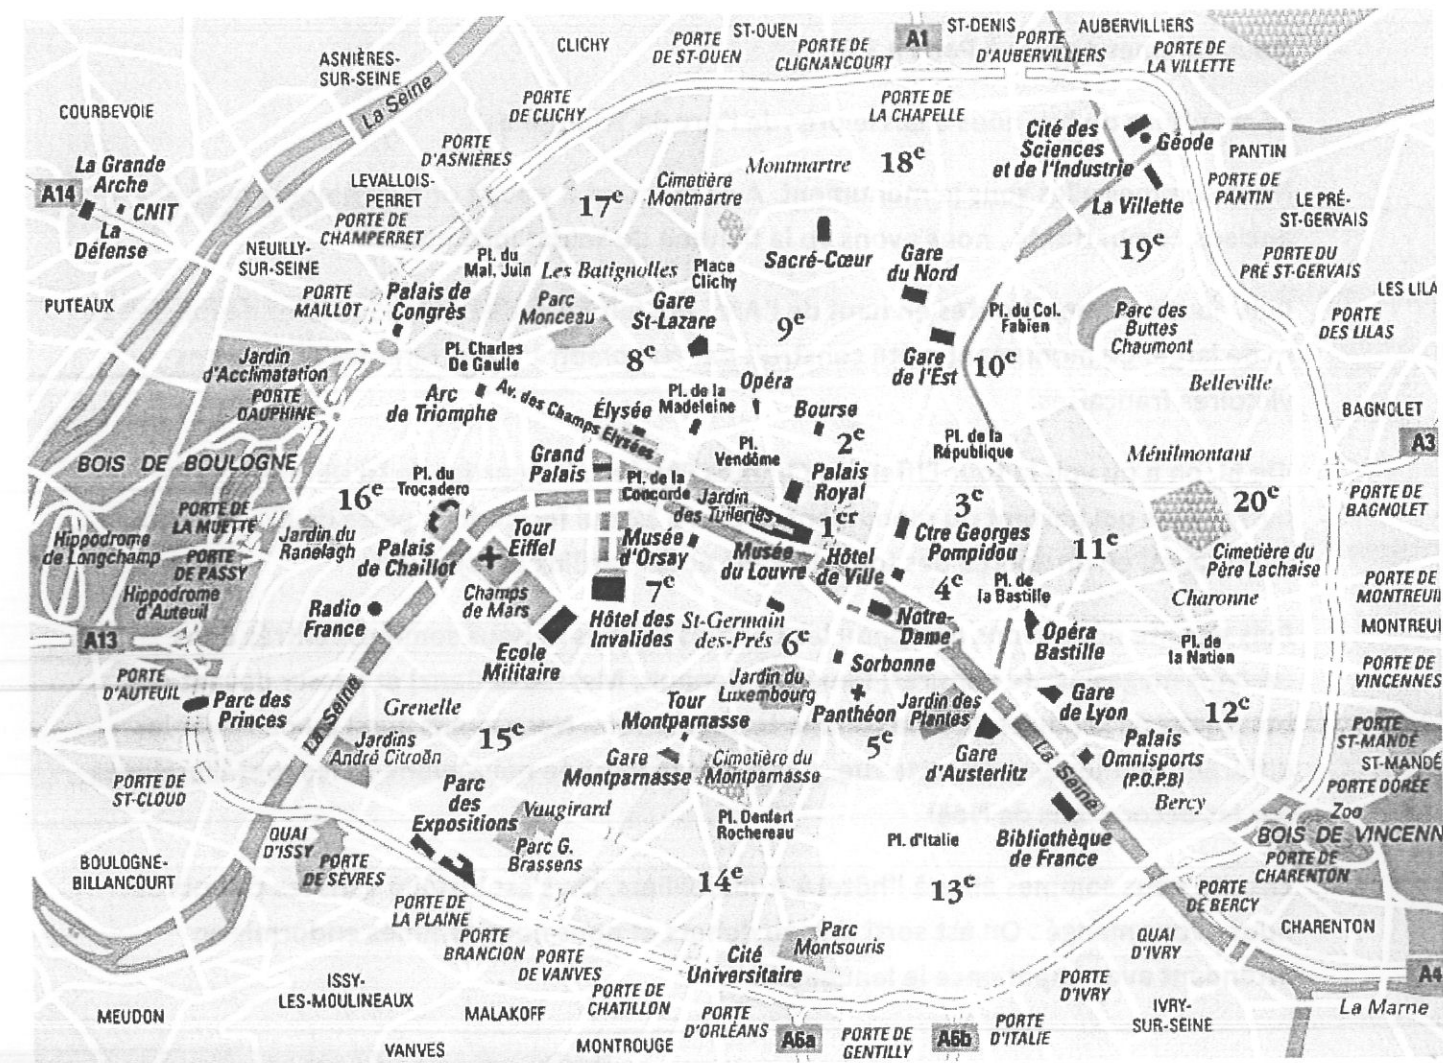 ST-OUEN
CLICHY
PORTE
DE ST-OUEN
PORTE DE
CLIGNANCOURT
A1
ST-DENIS
PORTE
D'AUBERVILLIERS
AUBERVILLIERS
PORTE DE
LA VILLETTE
ASNIÈRES-
SUR-SEINE
La Seine
COURBEVOIE
PORTE
DE CLICHY
PORTE DE
LA CHAPELLE
Cité des
Sciences
et de l'Industrie
Géode
PANTIN
PORTE
D'ASNIÈRES
La Grande
Arche
A14
CNIT
La
Défense
LEVALLOIS-
PERRET
PORTE DE
CHAMPERRET
17e
Cimetière
Montmartre
Montmartre
18e
La Villette
PORTE DE
PANTIN
LE PRÉ-
ST-GERVAIS
19e
NEUILLY-
SUR-SEINE
Pl. du
Mal. Juin
Les Batignolles
Place
Clichy
Sacré-Cœur
Gare
du Nord
PORTE DU
PRÉ ST-GERVAIS
PUTEAUX
PORTE
MAILLOT
Palais de
Congrès
Parc
Monceau
Gare
St-Lazare
9e
Pl. du Col.
Fabien
Parc des
Buttes
Chaumont
LES LILA
PORTE
DES LILAS
Jardin
d'Acclimatation
Pl. Charles
De Gaulle
8e
Gare
de l'Est
10e
PORTE
DAUPHINE
Arc
de Triomphe
Av. des Champs Elysées
Élysée
Pl. de la
Madeleine
Opéra
Bourse
2e
Belleville
BAGNOLET
A3
BOIS DE BOULOGNE
Grand
Palais
Pl.
Vendôme
Palais
Royal
Pl. de la
République
Ménilmontant
16e
Pl. du
Trocadero
Pl. de la
Concorde
Jardin
des Tuileries
1er
3e
20e
PORTE DE
BAGNOLET
PORTE DE
LA MUETTE
Jardin du
Ranelagh
Palais
de Chaillot
Tour
Eiffel
Musée
d'Orsay
Musée
du Louvre
Hôtel
de Ville
Ctre Georges
Pompidou
11e
Cimetière du
Père Lachaise
Hippodrome
de Longchamp
PORTE
DE PASSY
Hippodrome
d'Auteuil
Champs
de Mars
7e
4e
Pl. de
la Bastille
Charonne
PORTE DE
MONTREUIL
Radio
France
Hôtel des
Invalides
St-Germain
des-Prés
6e
Notre-
Dame
Opéra
Bastille
Pl. de
la Nation
MONTREUI
A13
Ecole
Militaire
Sorbonne
PORTE DE
VINCENNES
PORTE
D'AUTEUIL
Parc des
Princes
La Seine
Grenelle
Tour
Montparnasse
Jardin du
Luxembourg
Panthéon
Jardin des
Plantes
Gare
de Lyon
12e
PORTE
ST-MANDÉ
15e
Jardins
André Citroën
Gare
Montparnasse
Cimetière du
Montparnasse
5e
Gare
d'Austerlitz
La Seine
Palais
Omnisports
(P.O.P.B)
ST-MANDÉ
PORTE DORÉE
PORTE DE
ST-CLOUD
Parc
des
Expositions
Vaugirard
Pl. Denfert
Rochereau
Pl. d'Italie
Bibliothèque
de France
Bercy
Zoo
BOIS DE VINCENN
QUAI
D'ISSY
PORTE
DE SÈVRES
Parc G.
Brassens
BOULOGNE-
BILLANCOURT
14e
13e
PORTE DE
CHARENTON
PORTE
DE BERCY
CHARENTON
PORTE DE
LA PLAINE
PORTE
BRANCION
PORTE
DE VANVES
Cité
Universitaire
Parc
Montsouris
QUAI
D'IVRY
A4
ISSY-
LES-MOULINEAUX
PORTE DE
CHATILLON
PORTE
D'IVRY
La Marne
MEUDON
MALAKOFF
PORTE
D'ORLÉANS
A6a
PORTE DE
GENTILLY
A6b
PORTE
D'ITALIE
IVRY-
SUR-SEINE
VANVES
MONTROUGE